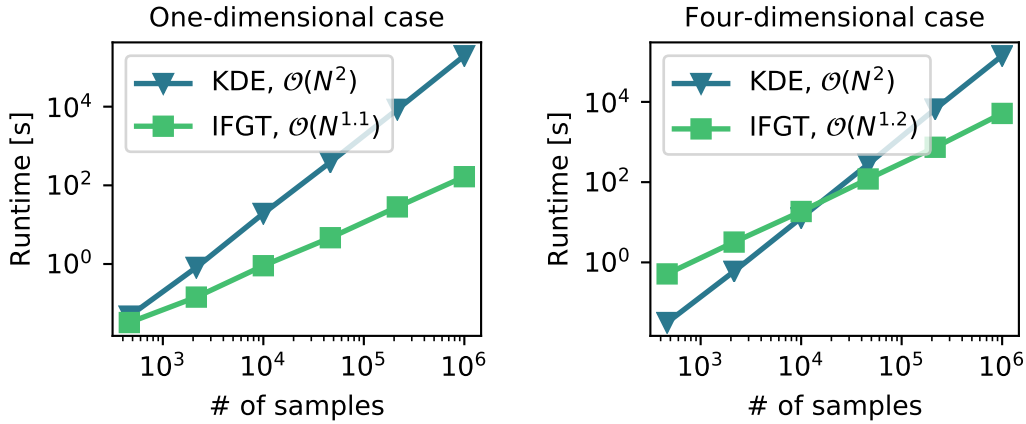 One-dimensional case
KDE, 𝒪(N²)
IFGT, 𝒪(N¹·¹)
10⁴
10²
10⁰
Runtime [s]
10³ 10⁴ 10⁵ 10⁶
# of samples
Four-dimensional case
KDE, 𝒪(N²)
IFGT, 𝒪(N¹·²)
10⁴
10²
10⁰
Runtime [s]
10³ 10⁴ 10⁵ 10⁶
# of samples